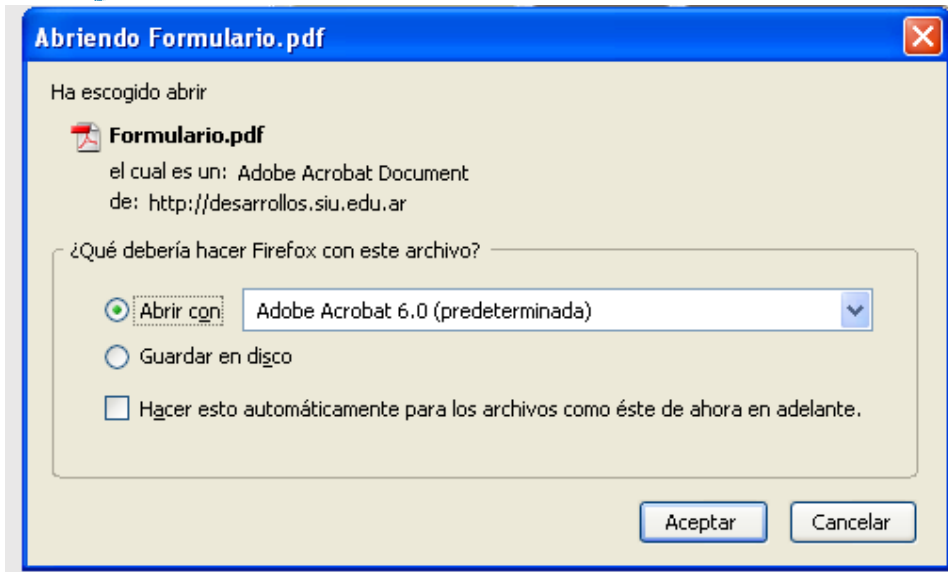 Abriendo Formulario.pdf
Ha escogido abrir
Formulario.pdf
el cual es un: Adobe Acrobat Document
de: http://desarrollos.siu.edu.ar
¿Qué debería hacer Firefox con este archivo?
Abrir con Adobe Acrobat 6.0 (predeterminada)
Guardar en disco
Hacer esto automáticamente para los archivos como éste de ahora en adelante.
Aceptar Cancelar